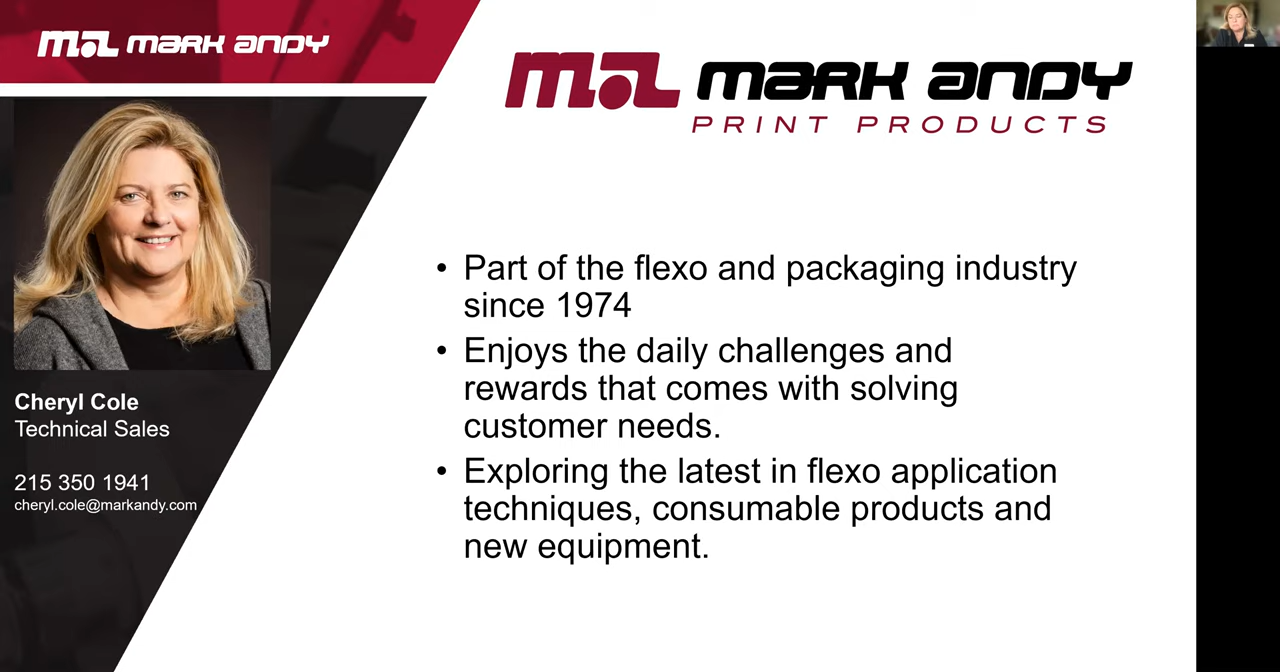 mai mark andy
mai mark andy
PRINT PRODUCTS
Cheryl Cole
Technical Sales
215 350 1941
cheryl.cole@markandy.com
• Part of the flexo and packaging industry
since 1974
• Enjoys the daily challenges and
rewards that comes with solving
customer needs.
• Exploring the latest in flexo application
techniques, consumable products and
new equipment.